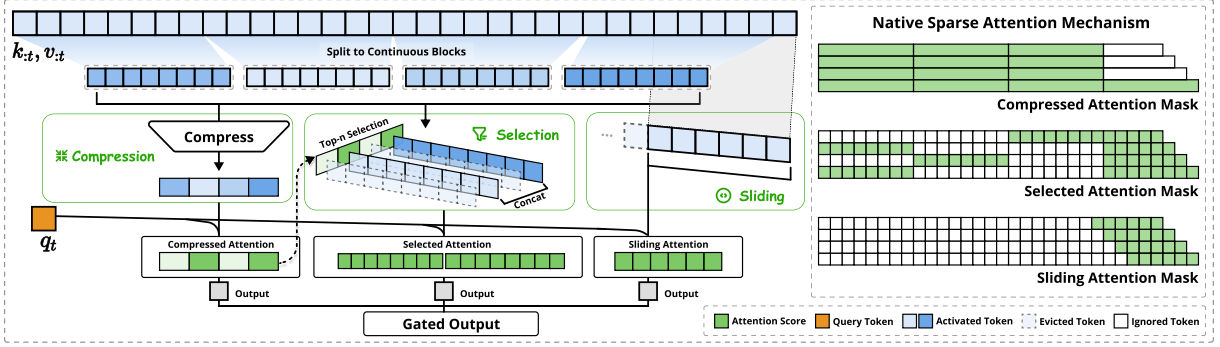 k:t, v:t
Split to Continuous Blocks
Compression
Compress
Top-n Selection
Selection
Concat
...
Sliding
qt
Compressed Attention
Selected Attention
Sliding Attention
Output
Output
Output
Gated Output
Native Sparse Attention Mechanism
Compressed Attention Mask
Selected Attention Mask
Sliding Attention Mask
Attention Score
Query Token
Activated Token
Evicted Token
Ignored Token